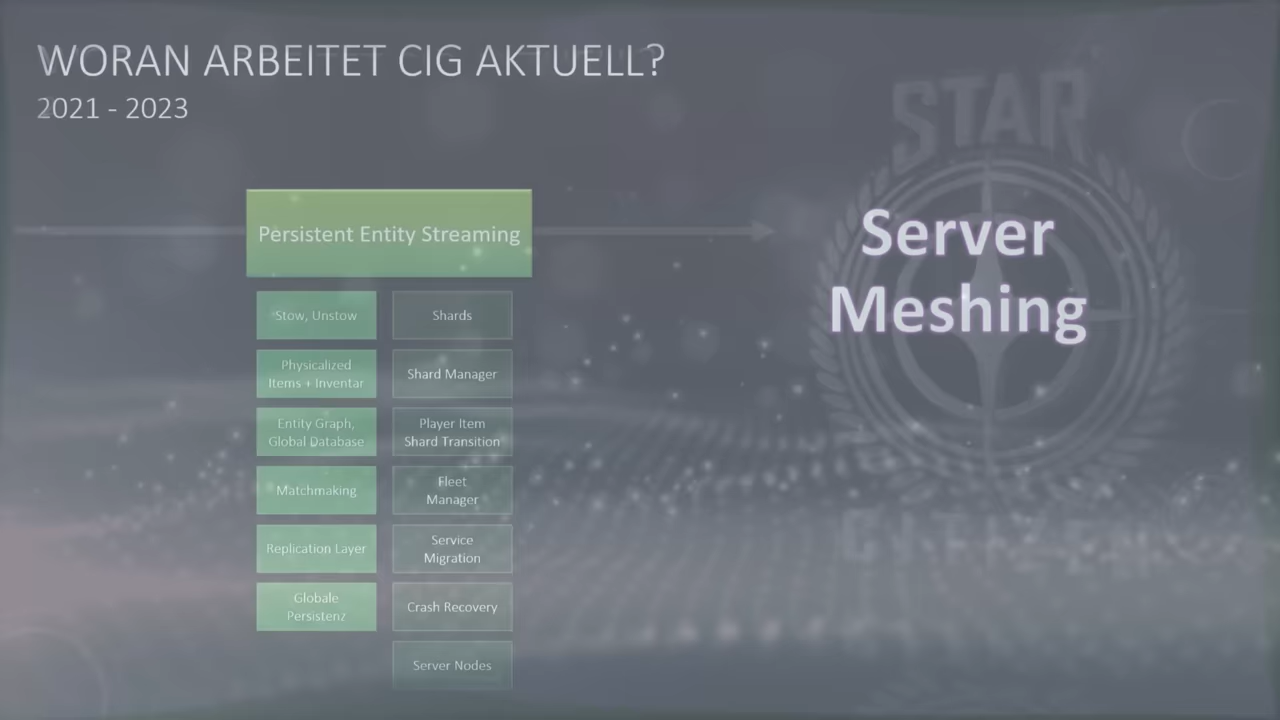 WORAN ARBEITET CIG AKTUELL?
2021 - 2023
STAR
Persistent Entity Streaming
Server
Meshing
Stow, Unstow
Shards
Physicalized
Items + Inventar
Shard Manager
Entity Graph,
Global Database
Player Item
Shard Transition
Matchmaking
Fleet
Manager
Replication Layer
Service
Migration
CITIZEN
Globale
Persistenz
Crash Recovery
Server Nodes